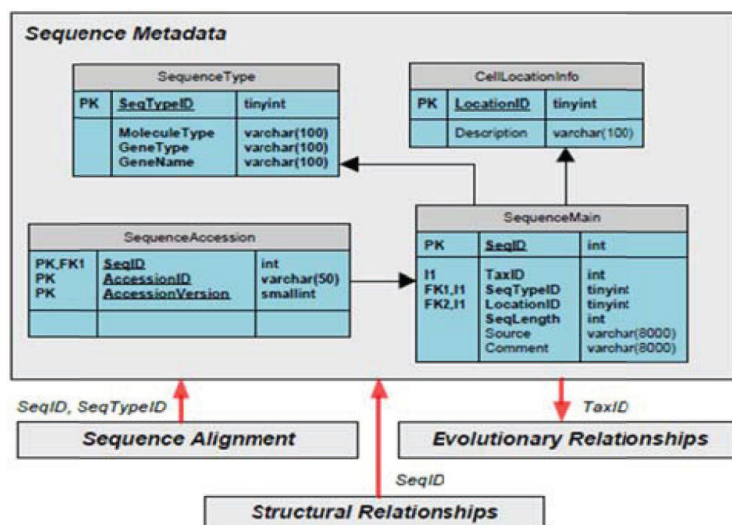 Sequence Metadata
SequenceType
PK SeqTypeID tinyint
MoleculeType varchar(100)
GeneType varchar(100)
GeneName varchar(100)
CellLocationInfo
PK LocationID tinyint
Description varchar(100)
SequenceAccession
PK,FK1 SeqID int
PK AccessionID varchar(50)
PK AccessionVersion smallint
SequenceMain
PK SeqID int
I1 TaxID int
FK1,I1 SeqTypeID tinyint
FK2,I1 LocationID tinyint
SeqLength int
Source varchar(8000)
Comment varchar(8000)
SeqID, SeqTypeID
TaxID
Sequence Alignment
Evolutionary Relationships
SeqID
Structural Relationships